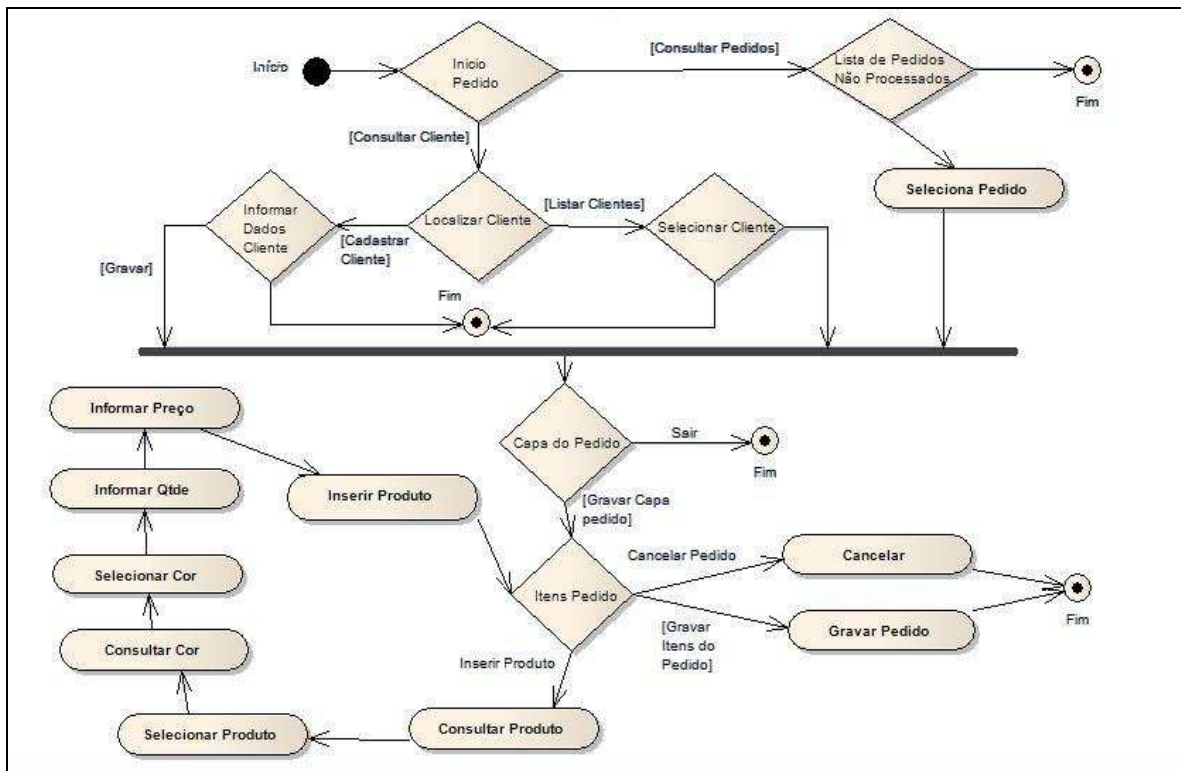 Início
Inicio
Pedido
[Consultar Pedidos]
Lista de Pedidos
Não Processados
Fim
[Consultar Cliente]
Seleciona Pedido
Informar
Dados
Cliente
Localizar Cliente
[Listar Clientes]
Selecionar Cliente
[Cadastrar
Cliente]
[Gravar]
Fim
Informar Preço
Capa do Pedido
Sair
Fim
Informar Qtde
Inserir Produto
[Gravar Capa
pedido]
Selecionar Cor
Itens Pedido
Cancelar Pedido
Cancelar
Fim
Gravar Pedido
[Gravar
Itens do
Pedido]
Consultar Cor
Inserir Produto
Selecionar Produto
Consultar Produto